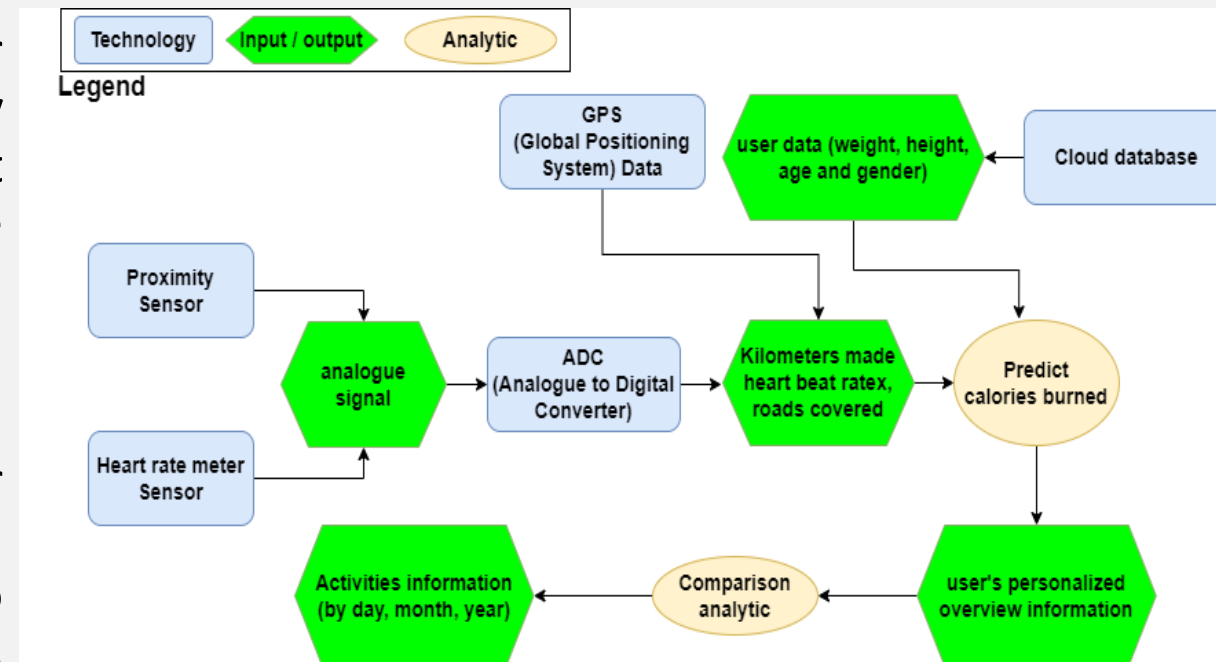 Technology
Input / output
Analytic
Legend
GPS
(Global Positioning
System) Data
user data (weight, height,
age and gender)
Cloud database
Proximity
Sensor
analogue
signal
ADC
(Analogue to Digital
Converter)
Kilometers made
heart beat ratex,
roads covered
Predict
calories burned
Heart rate meter
Sensor
Activities information
(by day, month, year)
Comparison
analytic
user's personalized
overview information